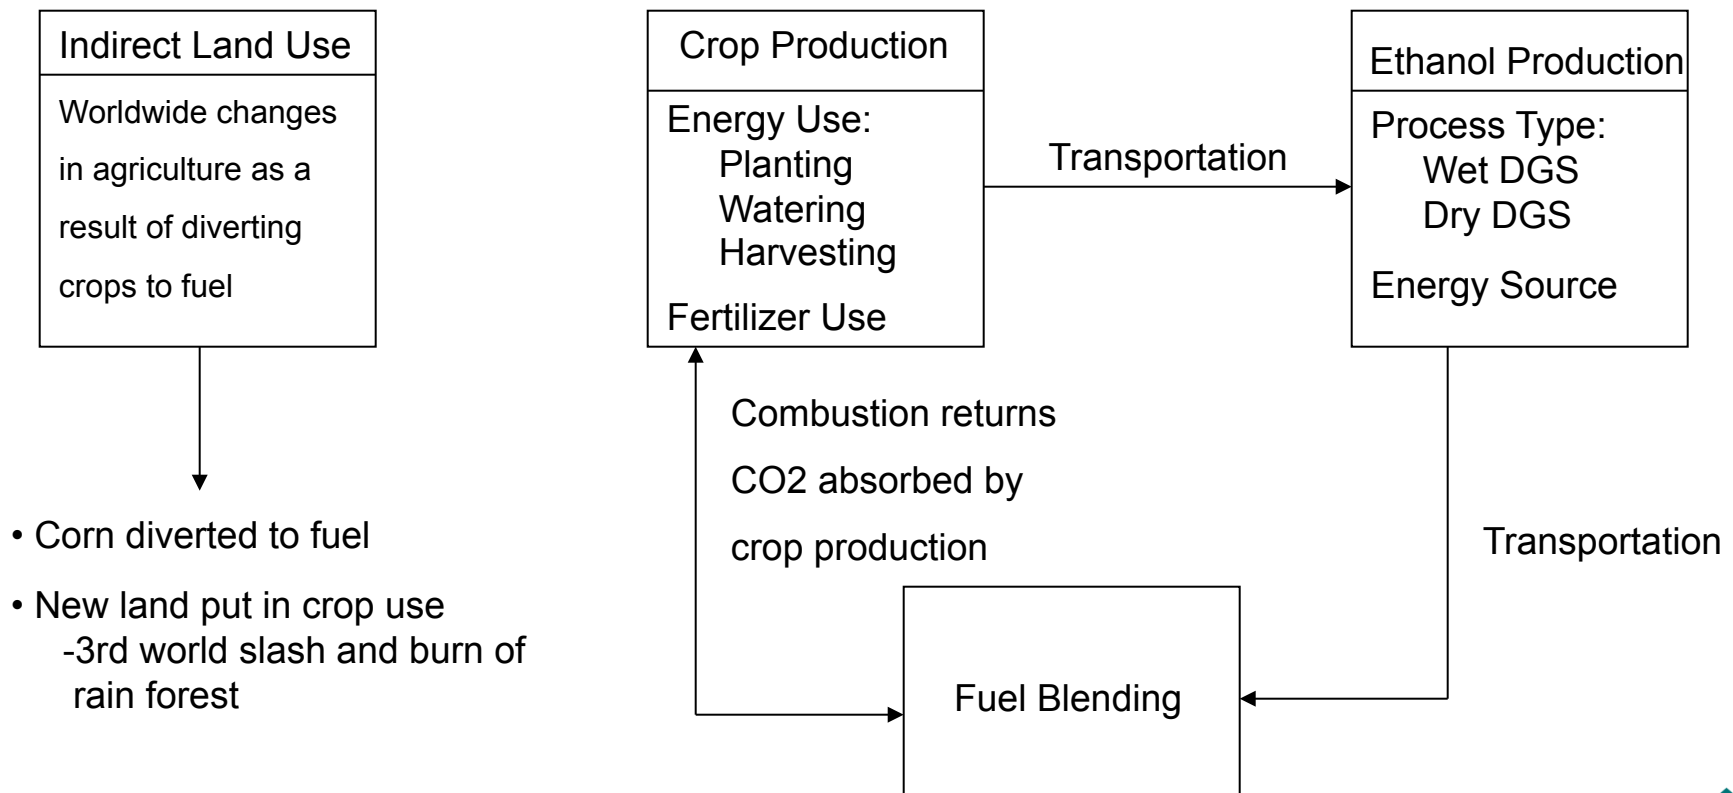 Indirect Land Use
Worldwide changes
in agriculture as a
result of diverting
crops to fuel
• Corn diverted to fuel
• New land put in crop use
-3rd world slash and burn of
rain forest
Crop Production
Energy Use:
Planting
Watering
Harvesting
Fertilizer Use
Transportation
Ethanol Production
Process Type:
Wet DGS
Dry DGS
Energy Source
Combustion returns
CO2 absorbed by
crop production
Transportation
Fuel Blending